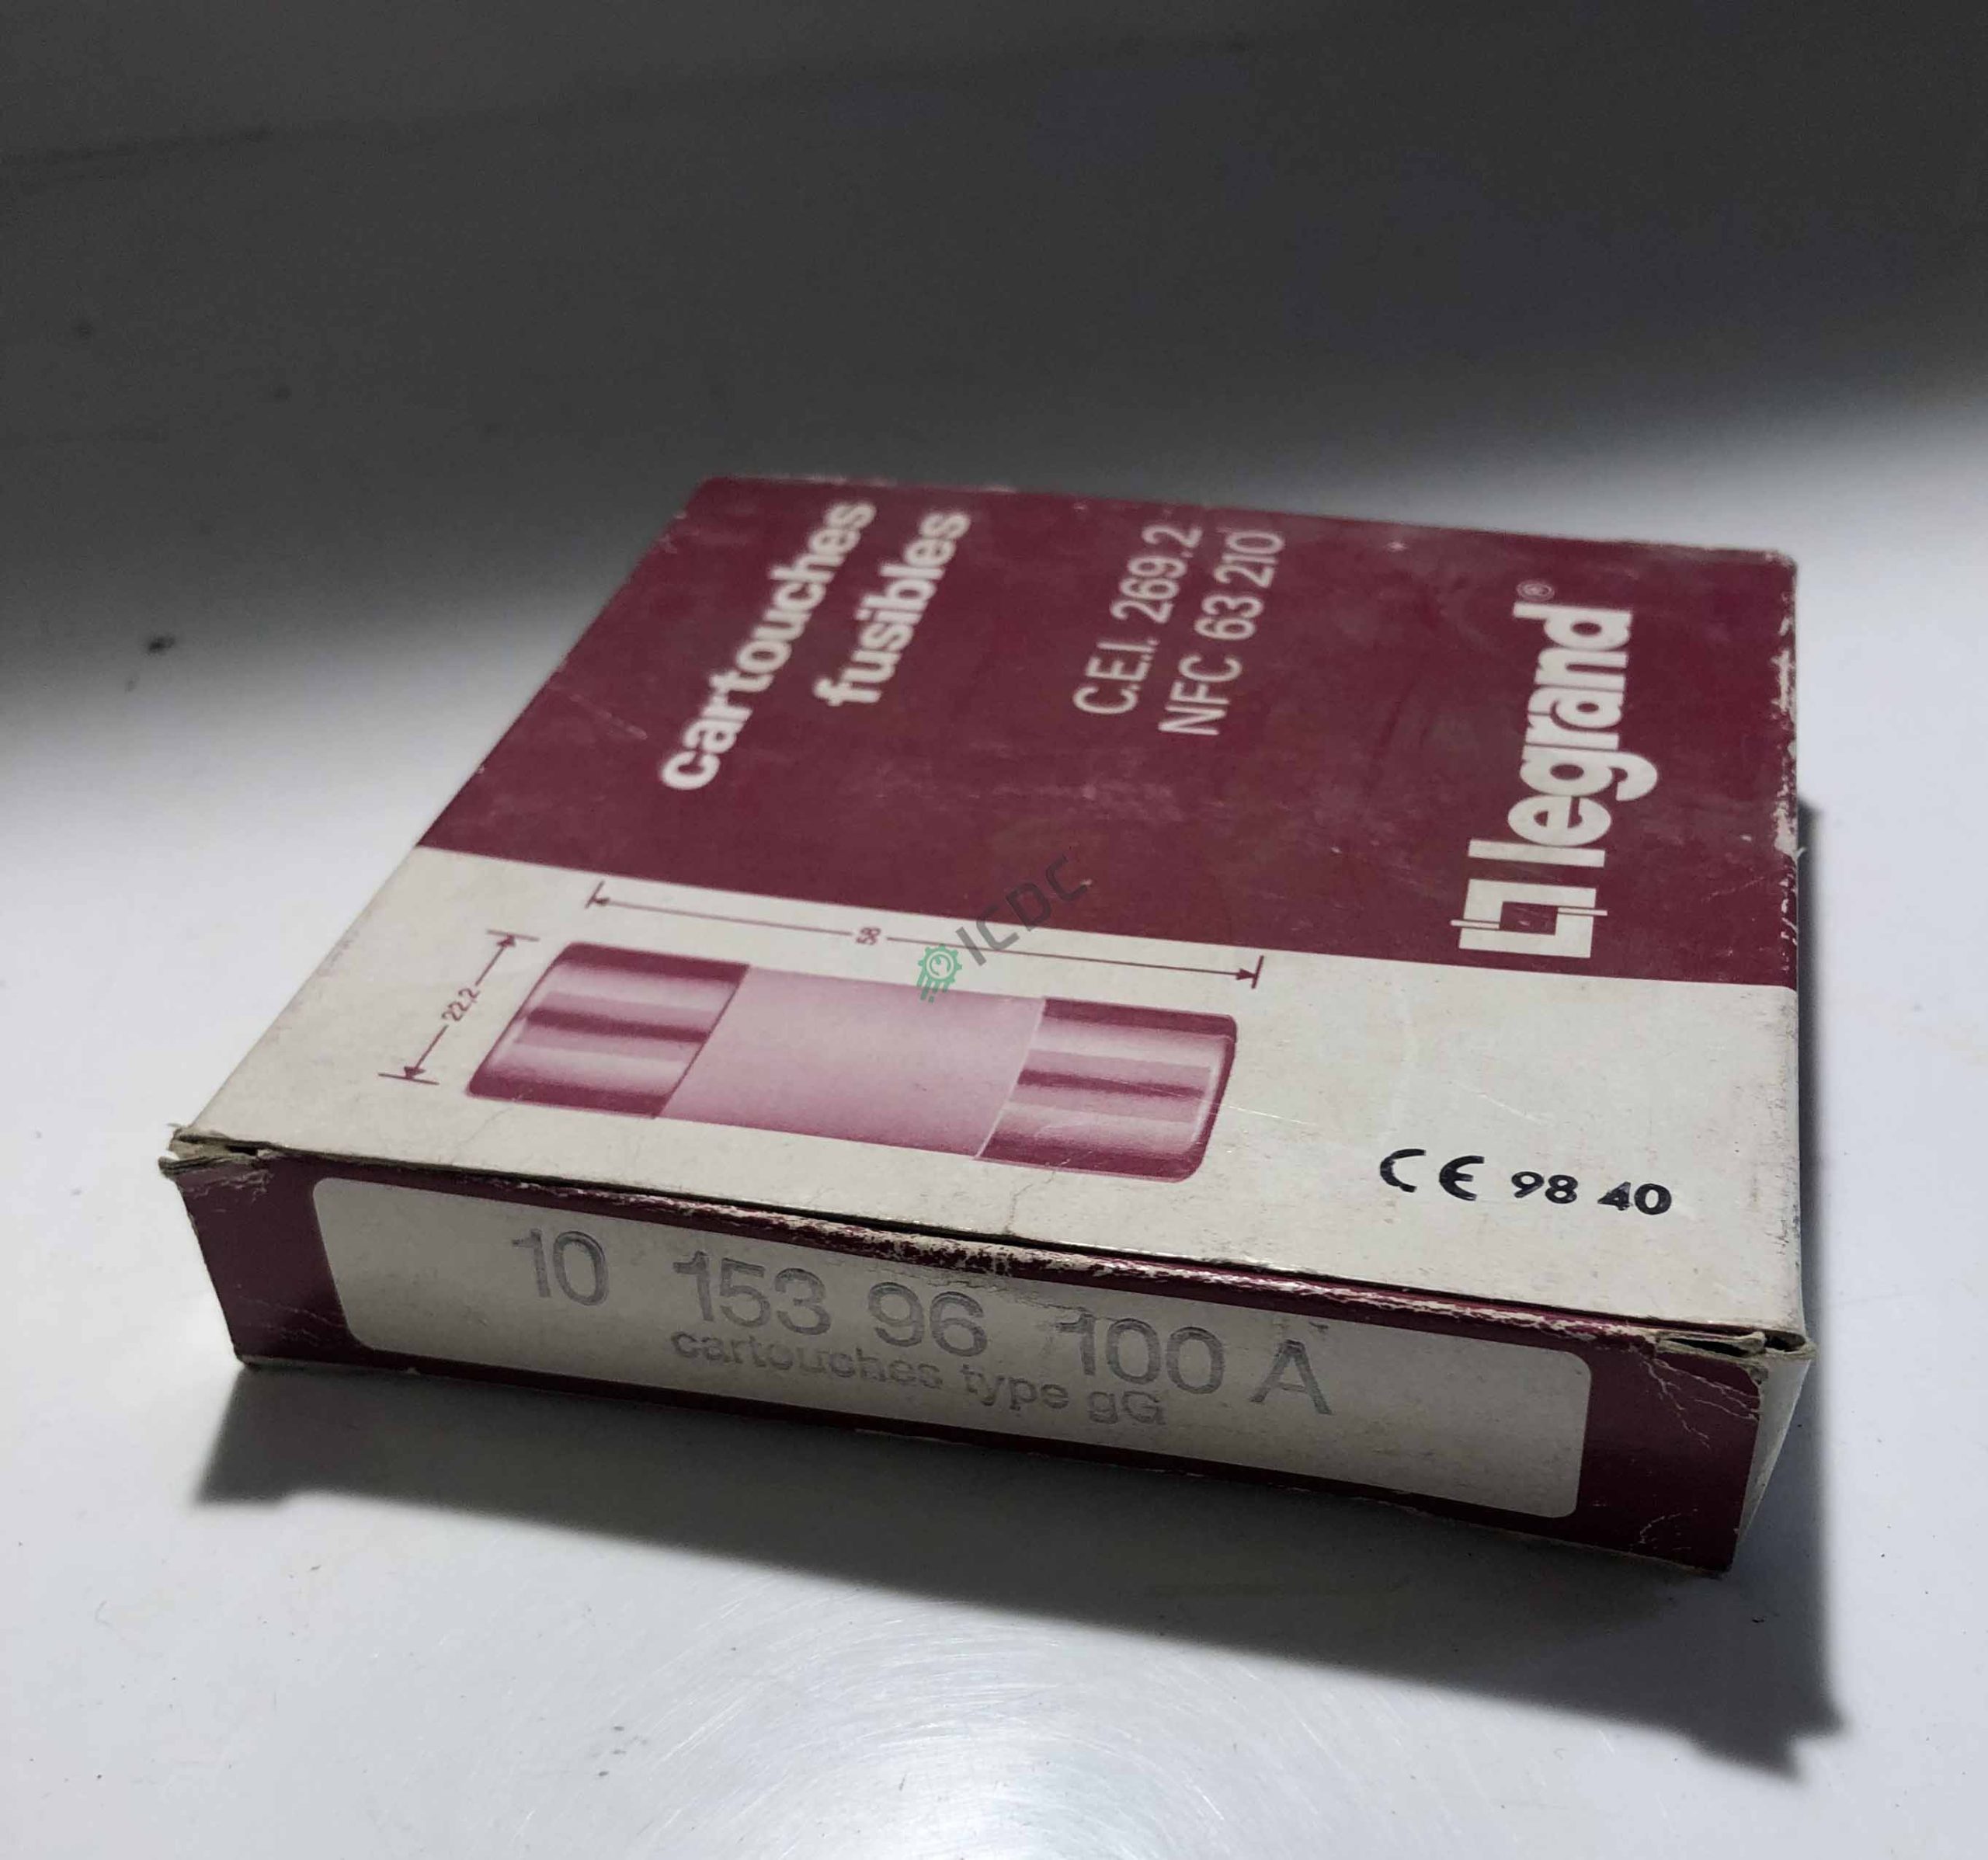 cartouches
fusibles
C.E.I. 269.2
NFC 63 210
legrand®
58
22,2
ICDC
CE 98 40
10 153 96 100 A
cartouches type gG